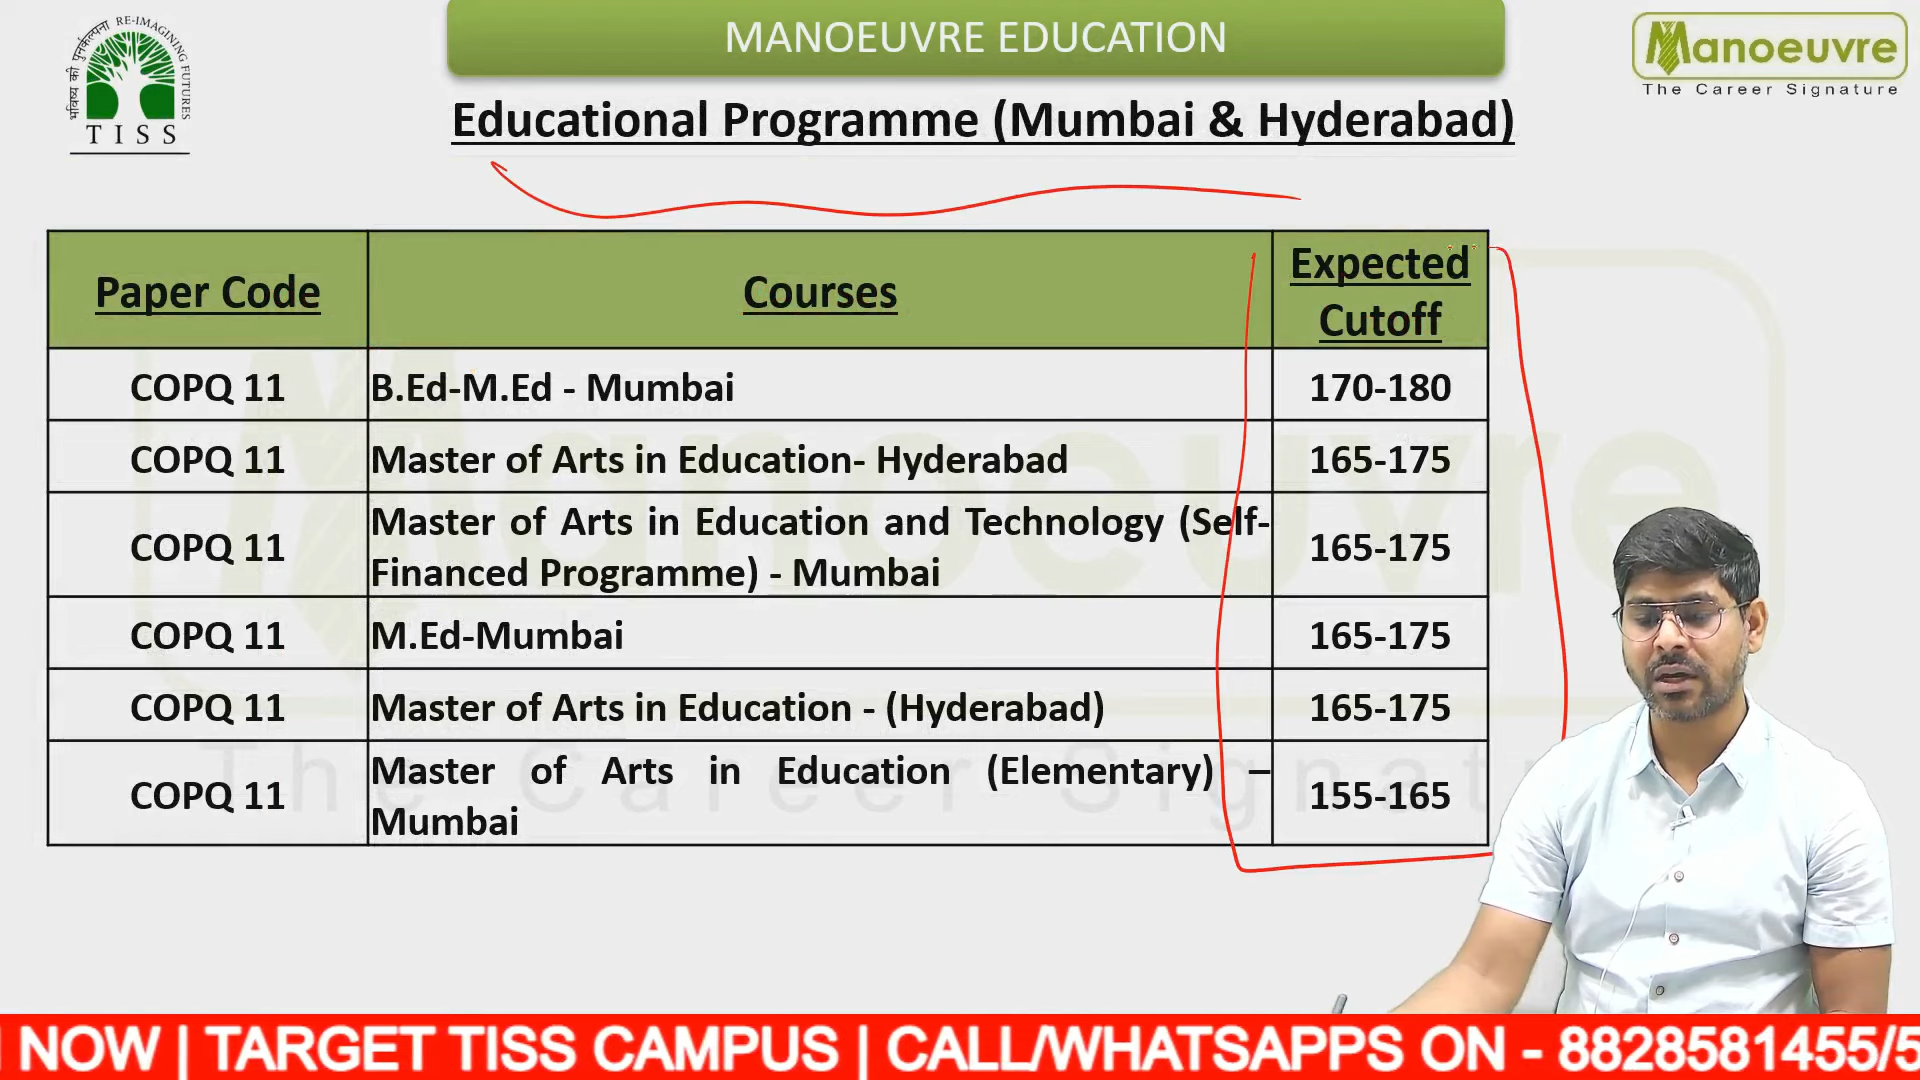 भविष्य की पुनर्कल्पना RE-IMAGINING FUTURES
TISS
MANOEUVRE EDUCATION
Manoeuvre
The Career Signature
Educational Programme (Mumbai & Hyderabad)
Paper Code Courses Expected Cutoff
COPQ 11 B.Ed-M.Ed - Mumbai 170-180
COPQ 11 Master of Arts in Education- Hyderabad 165-175
COPQ 11 Master of Arts in Education and Technology (Self-
Financed Programme) - Mumbai 165-175
COPQ 11 M.Ed-Mumbai 165-175
COPQ 11 Master of Arts in Education - (Hyderabad) 165-175
COPQ 11 Master of Arts in Education (Elementary) –
Mumbai 155-165
NOW | TARGET TISS CAMPUS | CALL/WHATSAPPS ON - 8828581455/5